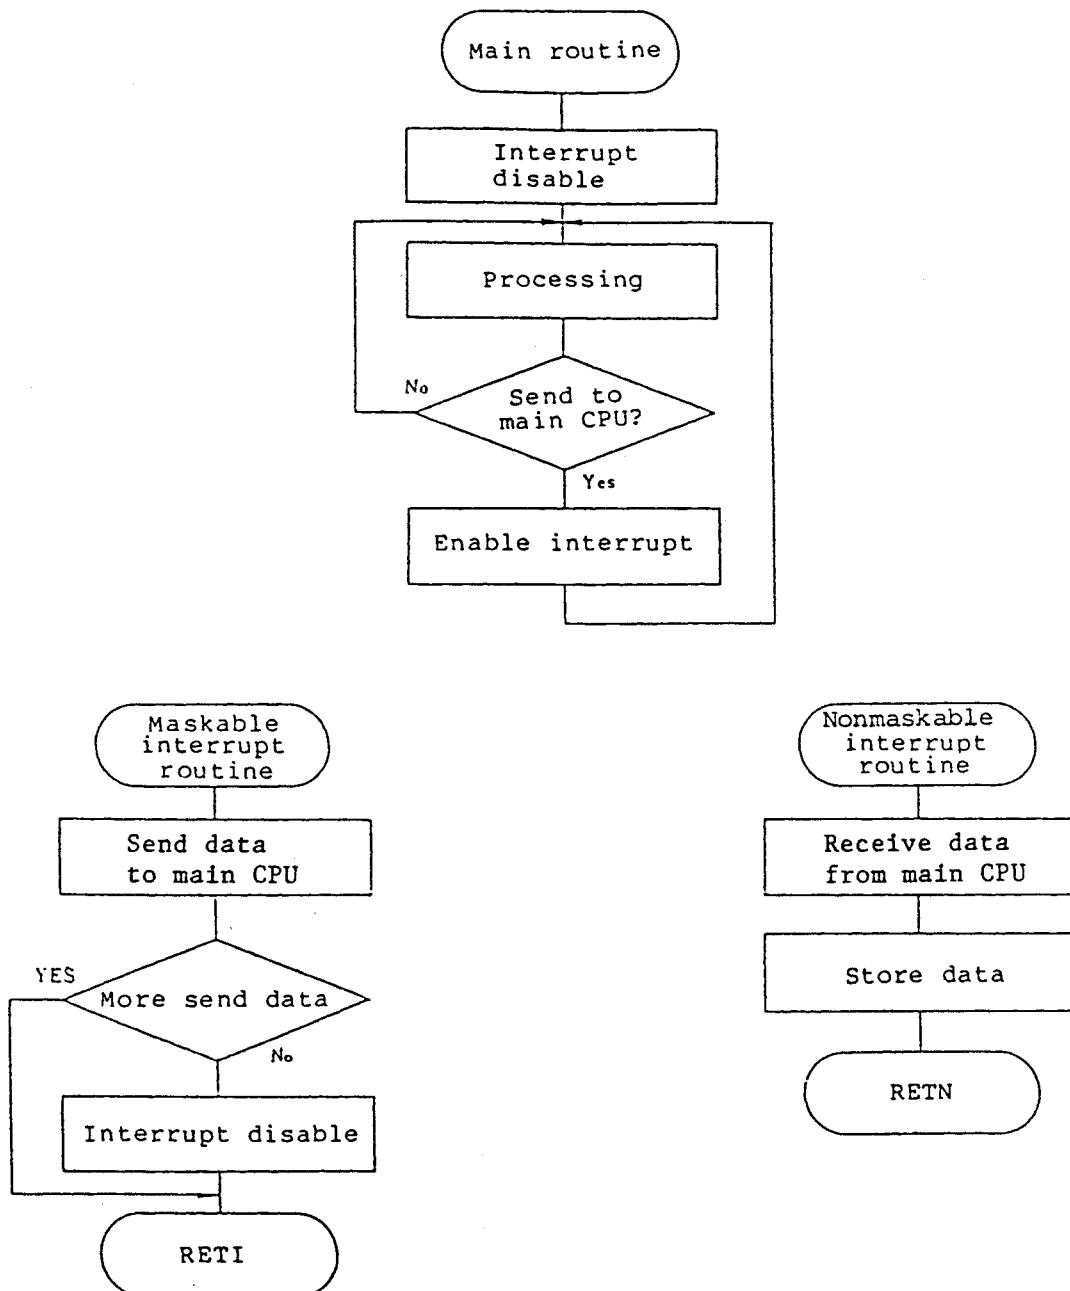 Main routine
Interrupt
disable
Processing
No
Send to
main CPU?
Yes
Enable interrupt
Maskable
interrupt
routine
Send data
to main CPU
YES
More send data
No
Interrupt disable
RETI
Nonmaskable
interrupt
routine
Receive data
from main CPU
Store data
RETN